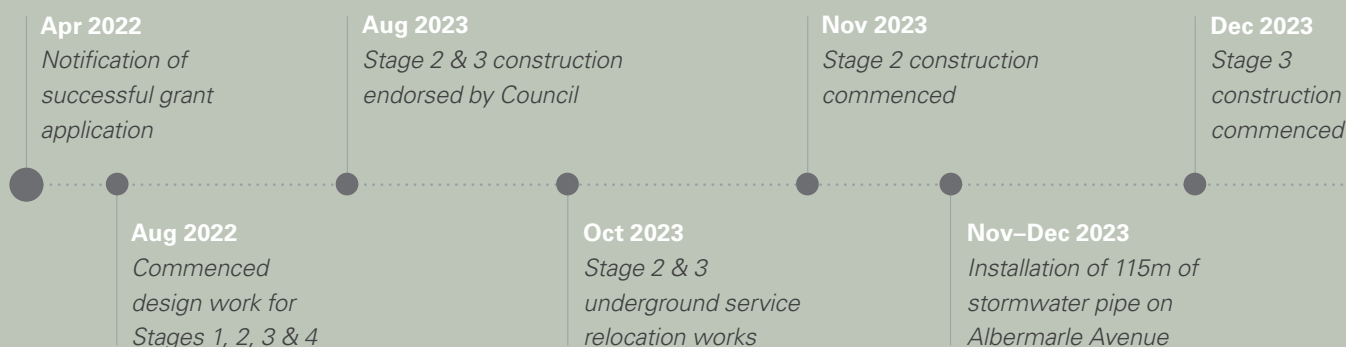 Apr 2022
Notification of
successful grant
application
Aug 2022
Commenced
design work for
Stages 1, 2, 3 & 4
Aug 2023
Stage 2 & 3 construction
endorsed by Council
Oct 2023
Stage 2 & 3
underground service
relocation works
Nov 2023
Stage 2 construction
commenced
Nov–Dec 2023
Installation of 115m of
stormwater pipe on
Albermarle Avenue
Dec 2023
Stage 3
construction
commenced